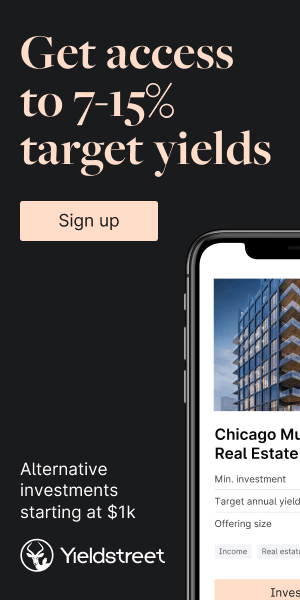 Get access
to 7-15%
target yields
Sign up
Chicago Mu
Real Estate
Min. investment
Target annual yield
Offering size
Income
Real estate
Inves
Alternative
investments
starting at $1k
Yieldstreet